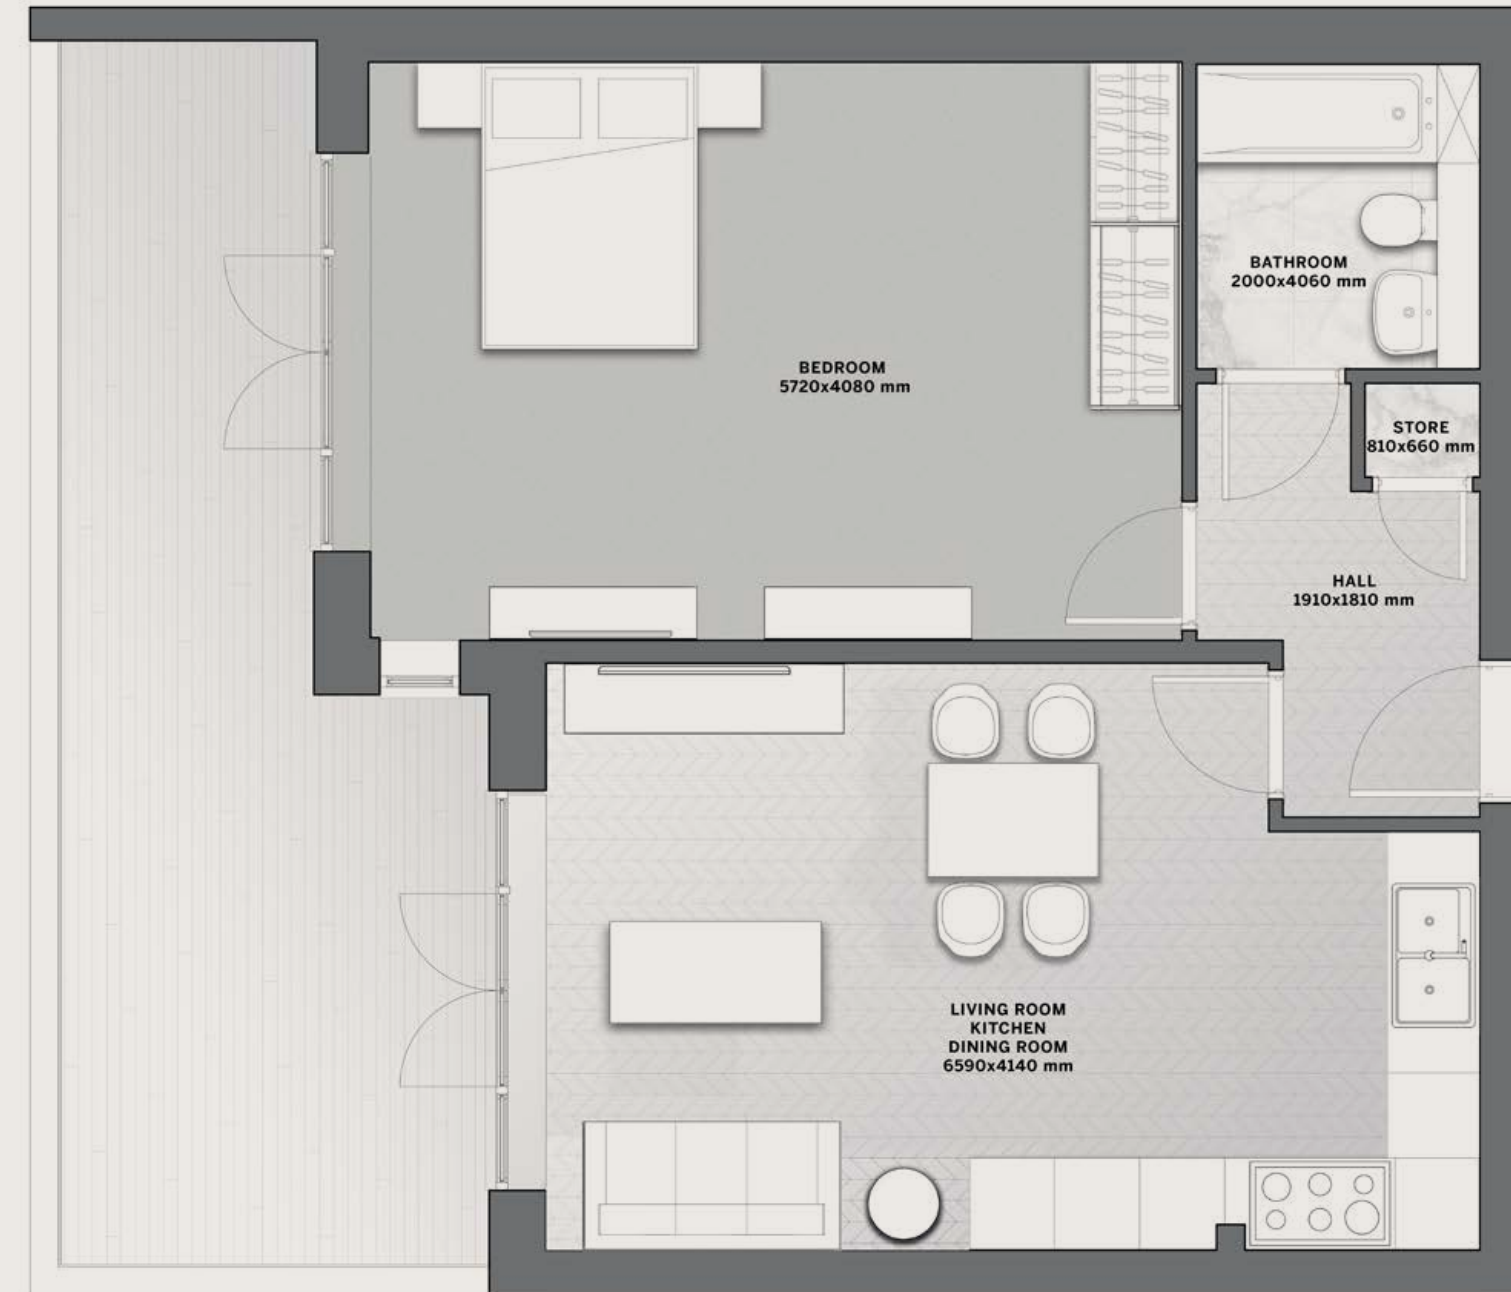 BATHROOM
2000x4060 mm
BEDROOM
5720x4080 mm
STORE
810x660 mm
HALL
1910x1810 mm
LIVING ROOM
KITCHEN
DINING ROOM
6590x4140 mm